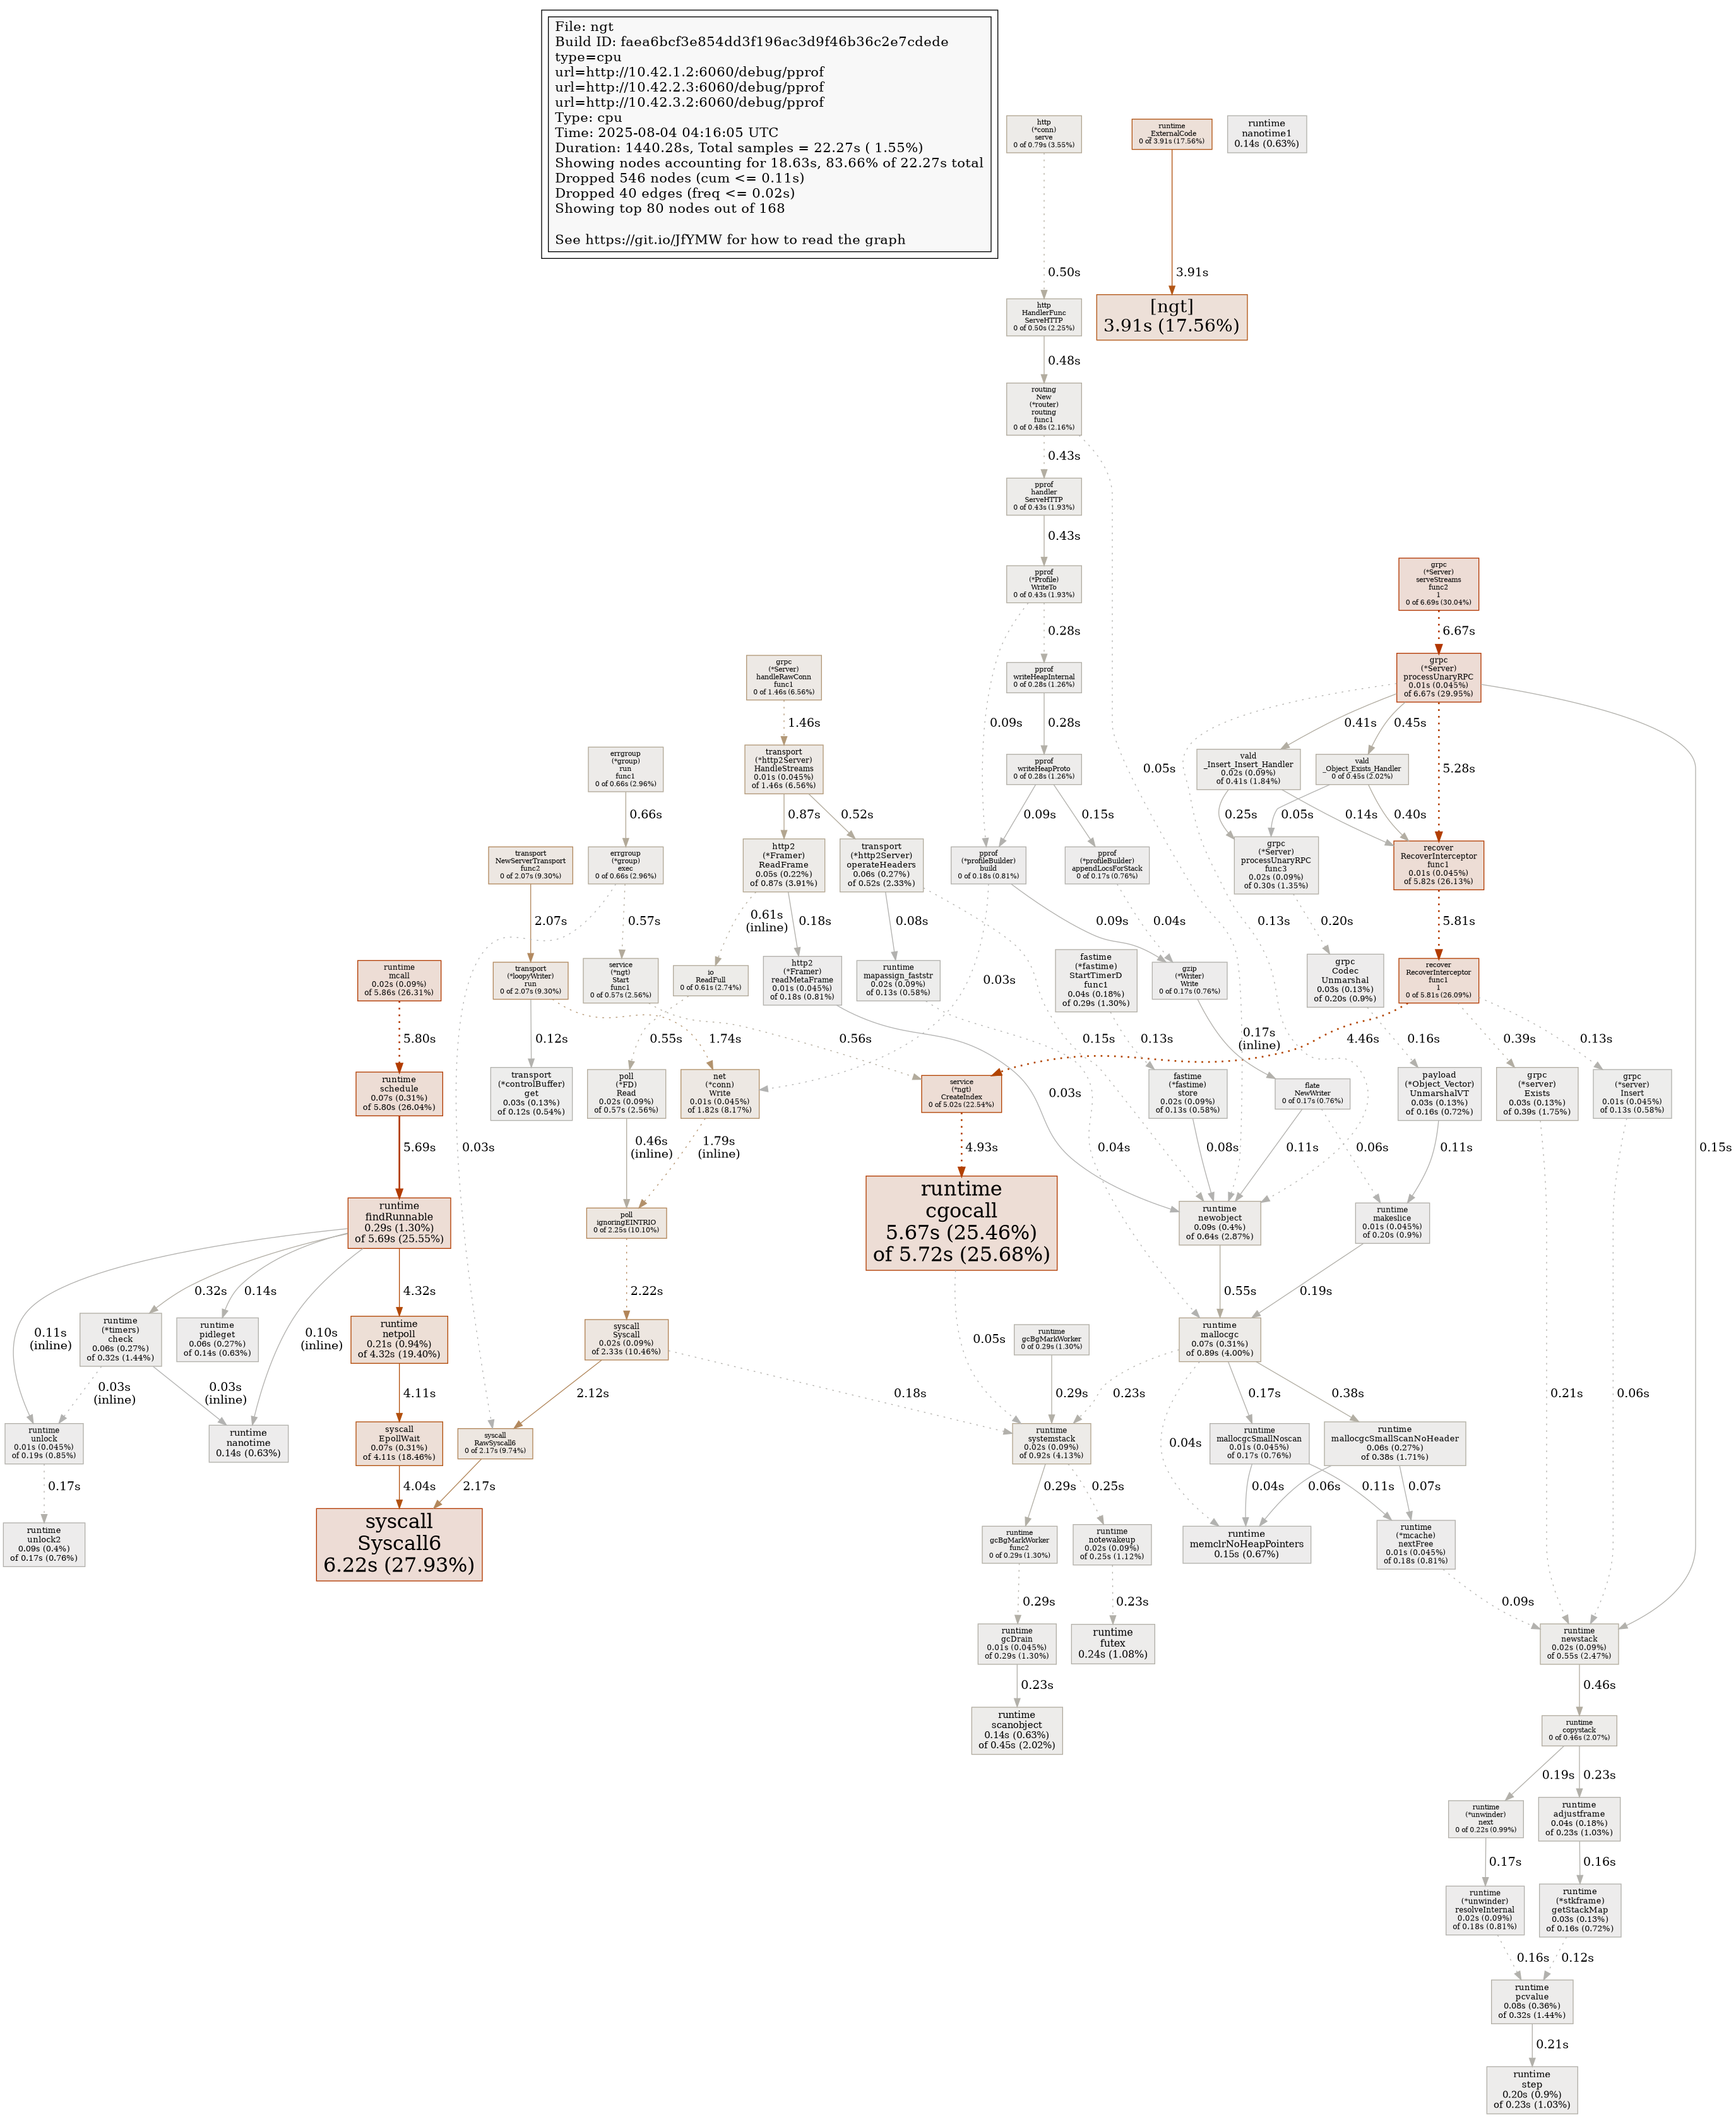 File: ngt
Build ID: faea6bcf3e854dd3f196ac3d9f46b36c2e7cdede
type=cpu
url=http://10.42.1.2:6060/debug/pprof
url=http://10.42.2.3:6060/debug/pprof
url=http://10.42.3.2:6060/debug/pprof
Type: cpu
Time: 2025-08-04 04:16:05 UTC
Duration: 1440.28s, Total samples = 22.27s ( 1.55%)
Showing nodes accounting for 18.63s, 83.66% of 22.27s total
Dropped 546 nodes (cum <= 0.11s)
Dropped 40 edges (freq <= 0.02s)
Showing top 80 nodes out of 168
See https://git.io/JfYMW for how to read the graph
http
(*conn)
serve
0 of 0.79s (3.55%)
runtime
_ExternalCode
0 of 3.91s (17.56%)
runtime
nanotime1
0.14s (0.63%)
0.50s
3.91s
http
HandlerFunc
ServeHTTP
0 of 0.50s (2.25%)
[ngt]
3.91s (17.56%)
0.48s
routing
New
(*router)
routing
func1
0 of 0.48s (2.16%)
0.43s
pprof
handler
ServeHTTP
0 of 0.43s (1.93%)
0.43s
pprof
(*Profile)
WriteTo
0 of 0.43s (1.93%)
grpc
(*Server)
serveStreams
func2
1
0 of 6.69s (30.04%)
0.28s
6.67s
grpc
(*Server)
handleRawConn
func1
0 of 1.46s (6.56%)
pprof
writeHeapInternal
0 of 0.28s (1.26%)
grpc
(*Server)
processUnaryRPC
0.01s (0.045%)
of 6.67s (29.95%)
1.46s
0.09s
0.28s
0.41s
0.45s
errgroup
(*group)
run
func1
0 of 0.66s (2.96%)
transport
(*http2Server)
HandleStreams
0.01s (0.045%)
of 1.46s (6.56%)
pprof
writeHeapProto
0 of 0.28s (1.26%)
0.05s
vald
_Insert_Insert_Handler
0.02s (0.09%)
of 0.41s (1.84%)
vald
_Object_Exists_Handler
0 of 0.45s (2.02%)
5.28s
0.66s
0.87s
0.52s
0.09s
0.15s
0.25s
0.05s
0.14s
0.40s
transport
NewServerTransport
func2
0 of 2.07s (9.30%)
errgroup
(*group)
exec
0 of 0.66s (2.96%)
http2
(*Framer)
ReadFrame
0.05s (0.22%)
of 0.87s (3.91%)
transport
(*http2Server)
operateHeaders
0.06s (0.27%)
of 0.52s (2.33%)
pprof
(*profileBuilder)
build
0 of 0.18s (0.81%)
pprof
(*profileBuilder)
appendLocsForStack
0 of 0.17s (0.76%)
grpc
(*Server)
processUnaryRPC
func3
0.02s (0.09%)
of 0.30s (1.35%)
recover
RecoverInterceptor
func1
0.01s (0.045%)
of 5.82s (26.13%)
2.07s
0.57s
0.61s
(inline)
0.18s
0.08s
0.09s
0.04s
0.13s
0.20s
5.81s
runtime
mcall
0.02s (0.09%)
of 5.86s (26.31%)
transport
(*loopyWriter)
run
0 of 2.07s (9.30%)
service
(*ngt)
Start
func1
0 of 0.57s (2.56%)
io
ReadFull
0 of 0.61s (2.74%)
http2
(*Framer)
readMetaFrame
0.01s (0.045%)
of 0.18s (0.81%)
runtime
mapassign_faststr
0.02s (0.09%)
of 0.13s (0.58%)
0.03s
fastime
(*fastime)
StartTimerD
func1
0.04s (0.18%)
of 0.29s (1.30%)
gzip
(*Writer)
Write
0 of 0.17s (0.76%)
grpc
Codec
Unmarshal
0.03s (0.13%)
of 0.20s (0.9%)
recover
RecoverInterceptor
func1
1
0 of 5.81s (26.09%)
5.80s
0.12s
0.55s
1.74s
0.56s
0.15s
0.13s
0.17s
(inline)
4.46s
0.16s
0.39s
0.13s
runtime
schedule
0.07s (0.31%)
of 5.80s (26.04%)
transport
(*controlBuffer)
get
0.03s (0.13%)
of 0.12s (0.54%)
poll
(*FD)
Read
0.02s (0.09%)
of 0.57s (2.56%)
net
(*conn)
Write
0.01s (0.045%)
of 1.82s (8.17%)
service
(*ngt)
CreateIndex
0 of 5.02s (22.54%)
0.03s
fastime
(*fastime)
store
0.02s (0.09%)
of 0.13s (0.58%)
flate
NewWriter
0 of 0.17s (0.76%)
payload
(*Object_Vector)
UnmarshalVT
0.03s (0.13%)
of 0.16s (0.72%)
grpc
(*server)
Exists
0.03s (0.13%)
of 0.39s (1.75%)
grpc
(*server)
Insert
0.01s (0.045%)
of 0.13s (0.58%)
5.69s
0.03s
0.46s
(inline)
1.79s
(inline)
4.93s
0.04s
0.08s
0.11s
0.06s
0.11s
0.15s
runtime
findRunnable
0.29s (1.30%)
of 5.69s (25.55%)
poll
ignoringEINTRIO
0 of 2.25s (10.10%)
runtime
cgocall
5.67s (25.46%)
of 5.72s (25.68%)
runtime
newobject
0.09s (0.4%)
of 0.64s (2.87%)
runtime
makeslice
0.01s (0.045%)
of 0.20s (0.9%)
0.32s
0.14s
4.32s
2.22s
0.55s
0.19s
0.11s
(inline)
runtime
(*timers)
check
0.06s (0.27%)
of 0.32s (1.44%)
runtime
pidleget
0.06s (0.27%)
of 0.14s (0.63%)
0.10s
(inline)
runtime
netpoll
0.21s (0.94%)
of 4.32s (19.40%)
syscall
Syscall
0.02s (0.09%)
of 2.33s (10.46%)
0.05s
runtime
gcBgMarkWorker
0 of 0.29s (1.30%)
runtime
mallocgc
0.07s (0.31%)
of 0.89s (4.00%)
0.03s
(inline)
0.03s
(inline)
4.11s
2.12s
0.18s
0.29s
0.23s
0.17s
0.38s
0.21s
0.06s
runtime
unlock
0.01s (0.045%)
of 0.19s (0.85%)
runtime
nanotime
0.14s (0.63%)
syscall
EpollWait
0.07s (0.31%)
of 4.11s (18.46%)
syscall
RawSyscall6
0 of 2.17s (9.74%)
runtime
systemstack
0.02s (0.09%)
of 0.92s (4.13%)
0.04s
runtime
mallocgcSmallNoscan
0.01s (0.045%)
of 0.17s (0.76%)
runtime
mallocgcSmallScanNoHeader
0.06s (0.27%)
of 0.38s (1.71%)
0.17s
4.04s
2.17s
0.29s
0.25s
0.04s
0.06s
0.11s
0.07s
runtime
unlock2
0.09s (0.4%)
of 0.17s (0.76%)
syscall
Syscall6
6.22s (27.93%)
runtime
gcBgMarkWorker
func2
0 of 0.29s (1.30%)
runtime
notewakeup
0.02s (0.09%)
of 0.25s (1.12%)
runtime
memclrNoHeapPointers
0.15s (0.67%)
runtime
(*mcache)
nextFree
0.01s (0.045%)
of 0.18s (0.81%)
0.29s
0.23s
0.09s
runtime
gcDrain
0.01s (0.045%)
of 0.29s (1.30%)
runtime
futex
0.24s (1.08%)
runtime
newstack
0.02s (0.09%)
of 0.55s (2.47%)
0.23s
0.46s
runtime
scanobject
0.14s (0.63%)
of 0.45s (2.02%)
runtime
copystack
0 of 0.46s (2.07%)
0.19s
0.23s
runtime
(*unwinder)
next
0 of 0.22s (0.99%)
runtime
adjustframe
0.04s (0.18%)
of 0.23s (1.03%)
0.17s
0.16s
runtime
(*unwinder)
resolveInternal
0.02s (0.09%)
of 0.18s (0.81%)
runtime
(*stkframe)
getStackMap
0.03s (0.13%)
of 0.16s (0.72%)
0.16s
0.12s
runtime
pcvalue
0.08s (0.36%)
of 0.32s (1.44%)
0.21s
runtime
step
0.20s (0.9%)
of 0.23s (1.03%)